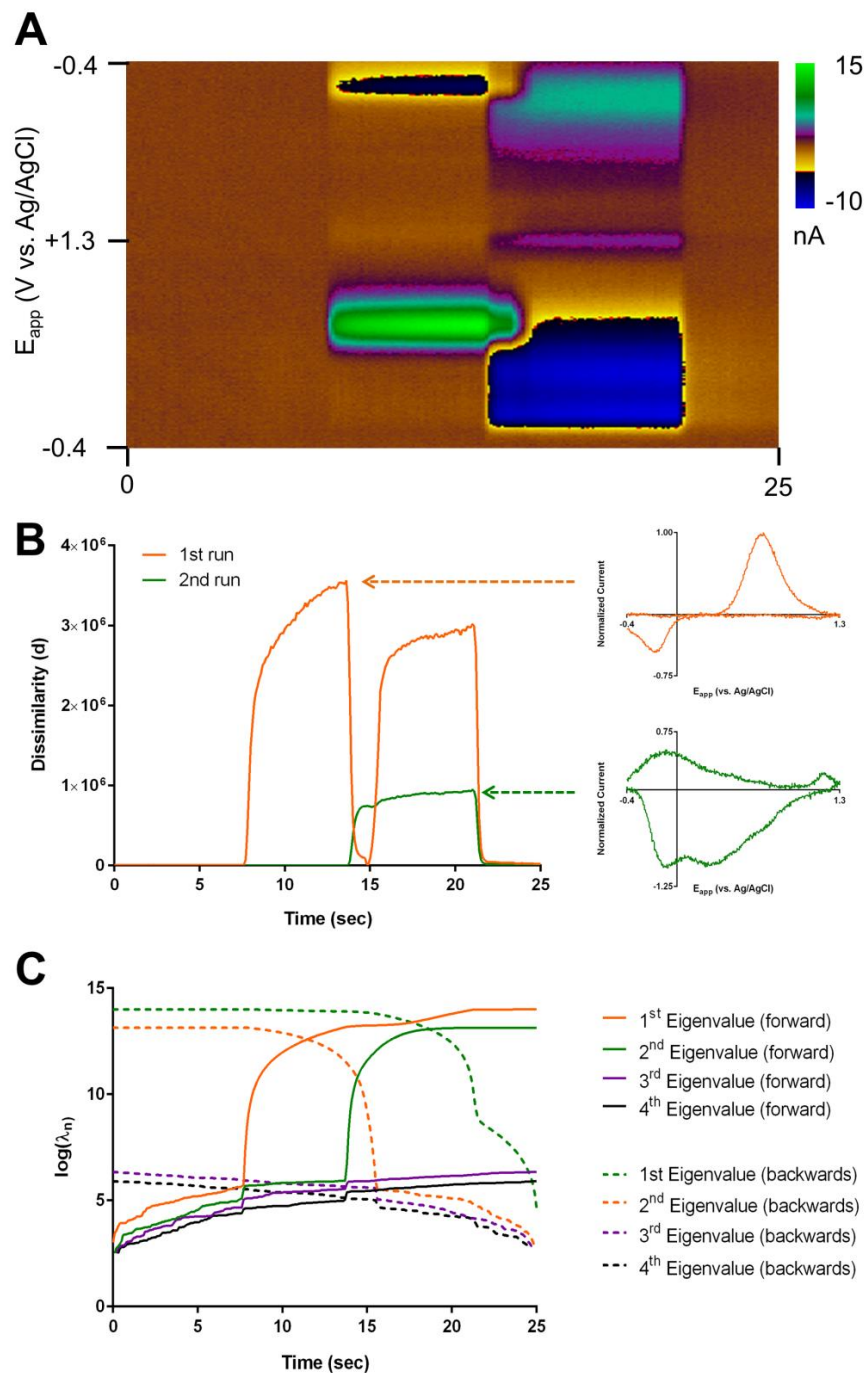 A
-0.4
+1.3
-0.4
E_app (V vs. Ag/AgCl)
0
25
15
-10
nA
B
1st run
2nd run
4×10⁶
3×10⁶
2×10⁶
1×10⁶
0
Dissimilarity (d)
0 5 10 15 20 25
Time (sec)
1.00
-0.4
1.3
-0.75
Normalized Current
E_app (vs. Ag/AgCl)
0.75
-0.4
1.3
-1.25
Normalized Current
E_app (vs. Ag/AgCl)
C
15
10
5
0
log(λ_n)
0 5 10 15 20 25
Time (sec)
1st Eigenvalue (forward)
2nd Eigenvalue (forward)
3rd Eigenvalue (forward)
4th Eigenvalue (forward)
1st Eigenvalue (backwards)
2nd Eigenvalue (backwards)
3rd Eigenvalue (backwards)
4th Eigenvalue (backwards)